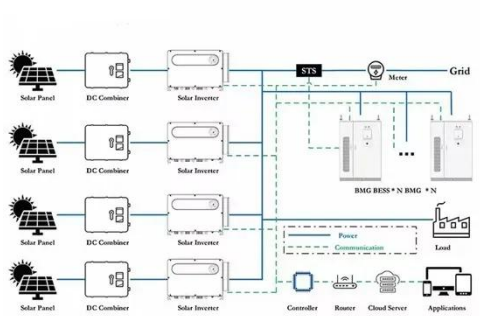 STS
Meter
Grid
Solar Panel DC Combiner Solar Inverter
Solar Panel DC Combiner Solar Inverter
BMG BESS * N BMG * N
Solar Panel DC Combiner Solar Inverter
Power
Communication
Load
Solar Panel DC Combiner Solar Inverter
Controller Router Cloud Server Applications